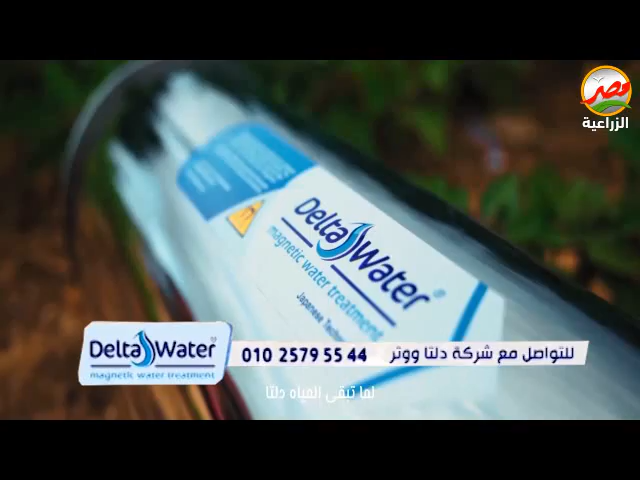 مصر
الزراعية
Delta Water®
magnetic water treatment
Japanese
Delta Water®
magnetic water treatment
010 2579 55 44
للتواصل مع شركة دلتا ووتر
لما تبقى المياه دلتا